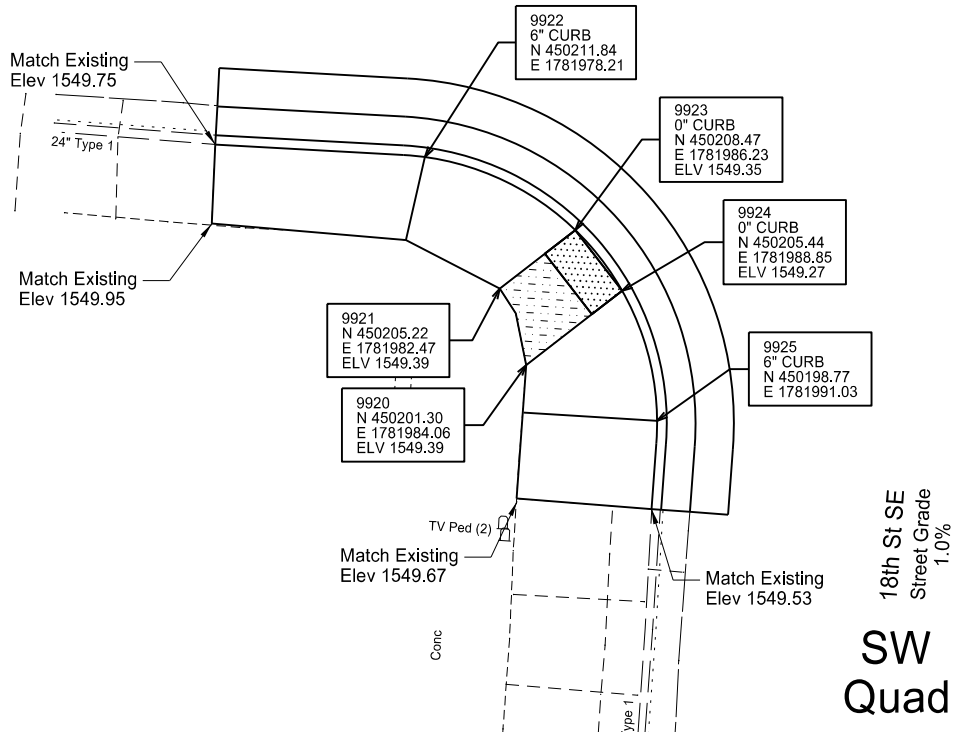 9922
6" CURB
N 450211.84
E 1781978.21
Match Existing
Elev 1549.75
24" Type 1
9923
0" CURB
N 450208.47
E 1781986.23
ELV 1549.35
9924
0" CURB
N 450205.44
E 1781988.85
ELV 1549.27
Match Existing
Elev 1549.95
9921
N 450205.22
E 1781982.47
ELV 1549.39
9925
6" CURB
N 450198.77
E 1781991.03
9920
N 450201.30
E 1781984.06
ELV 1549.39
TV Ped (2)
Match Existing
Elev 1549.67
Match Existing
Elev 1549.53
18th St SE
Street Grade
1.0%
Conc
SW
Quad
ype 1